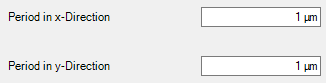 Period in x-Direction 1 µm
Period in y-Direction 1 µm